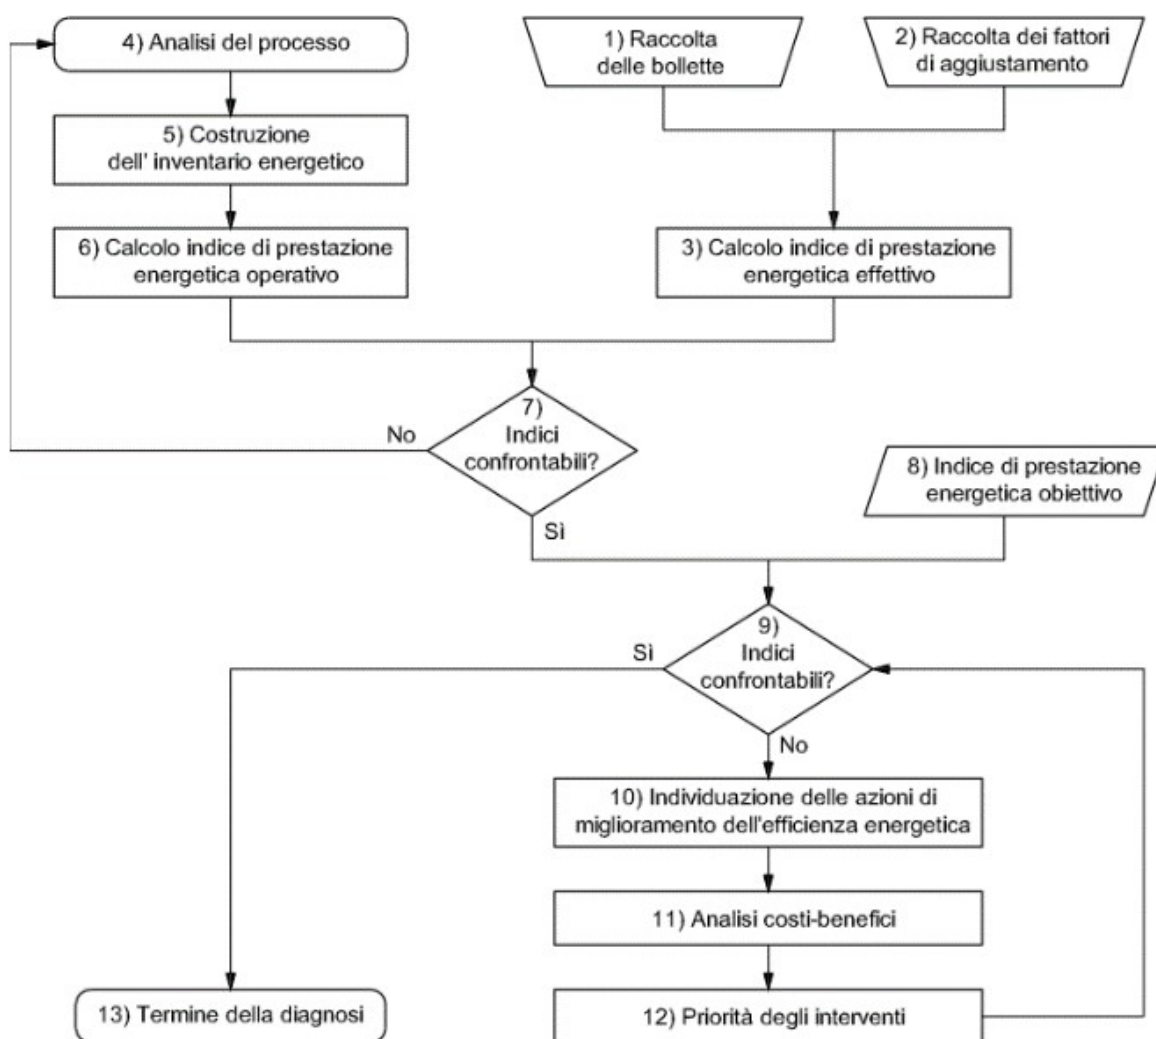 4) Analisi del processo
1) Raccolta
delle bollette
2) Raccolta dei fattori
di aggiustamento
5) Costruzione
dell' inventario energetico
6) Calcolo indice di prestazione
energetica operativo
3) Calcolo indice di prestazione
energetica effettivo
7)
Indici
confrontabili?
No
Sì
8) Indice di prestazione
energetica obiettivo
9)
Indici
confrontabili?
Sì
No
10) Individuazione delle azioni di
miglioramento dell'efficienza energetica
11) Analisi costi-benefici
12) Priorità degli interventi
13) Termine della diagnosi